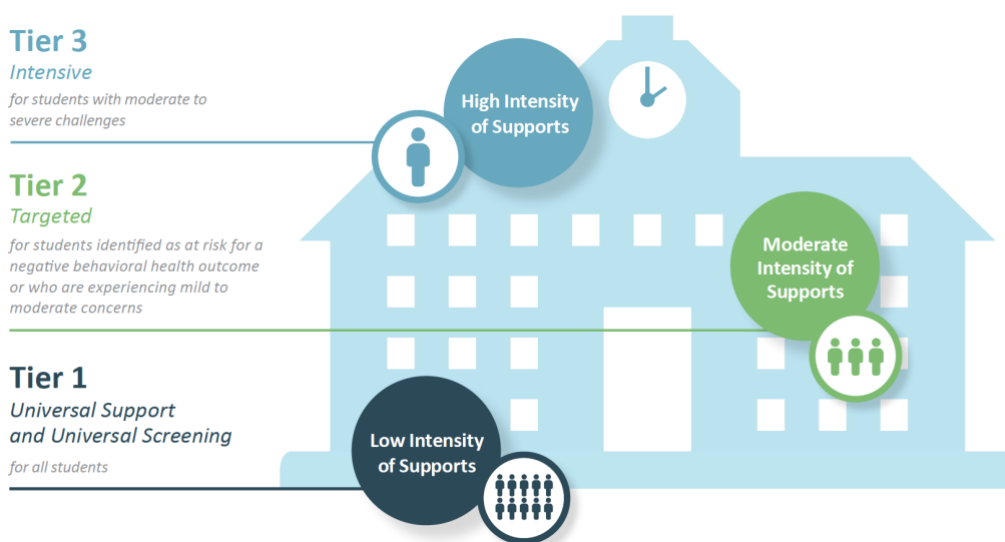 Tier 3
Intensive
for students with moderate to
severe challenges
High Intensity
of Supports
Tier 2
Targeted
for students identified as at risk for a
negative behavioral health outcome
or who are experiencing mild to
moderate concerns
Moderate
Intensity of
Supports
Tier 1
Universal Support
and Universal Screening
for all students
Low Intensity
of Supports